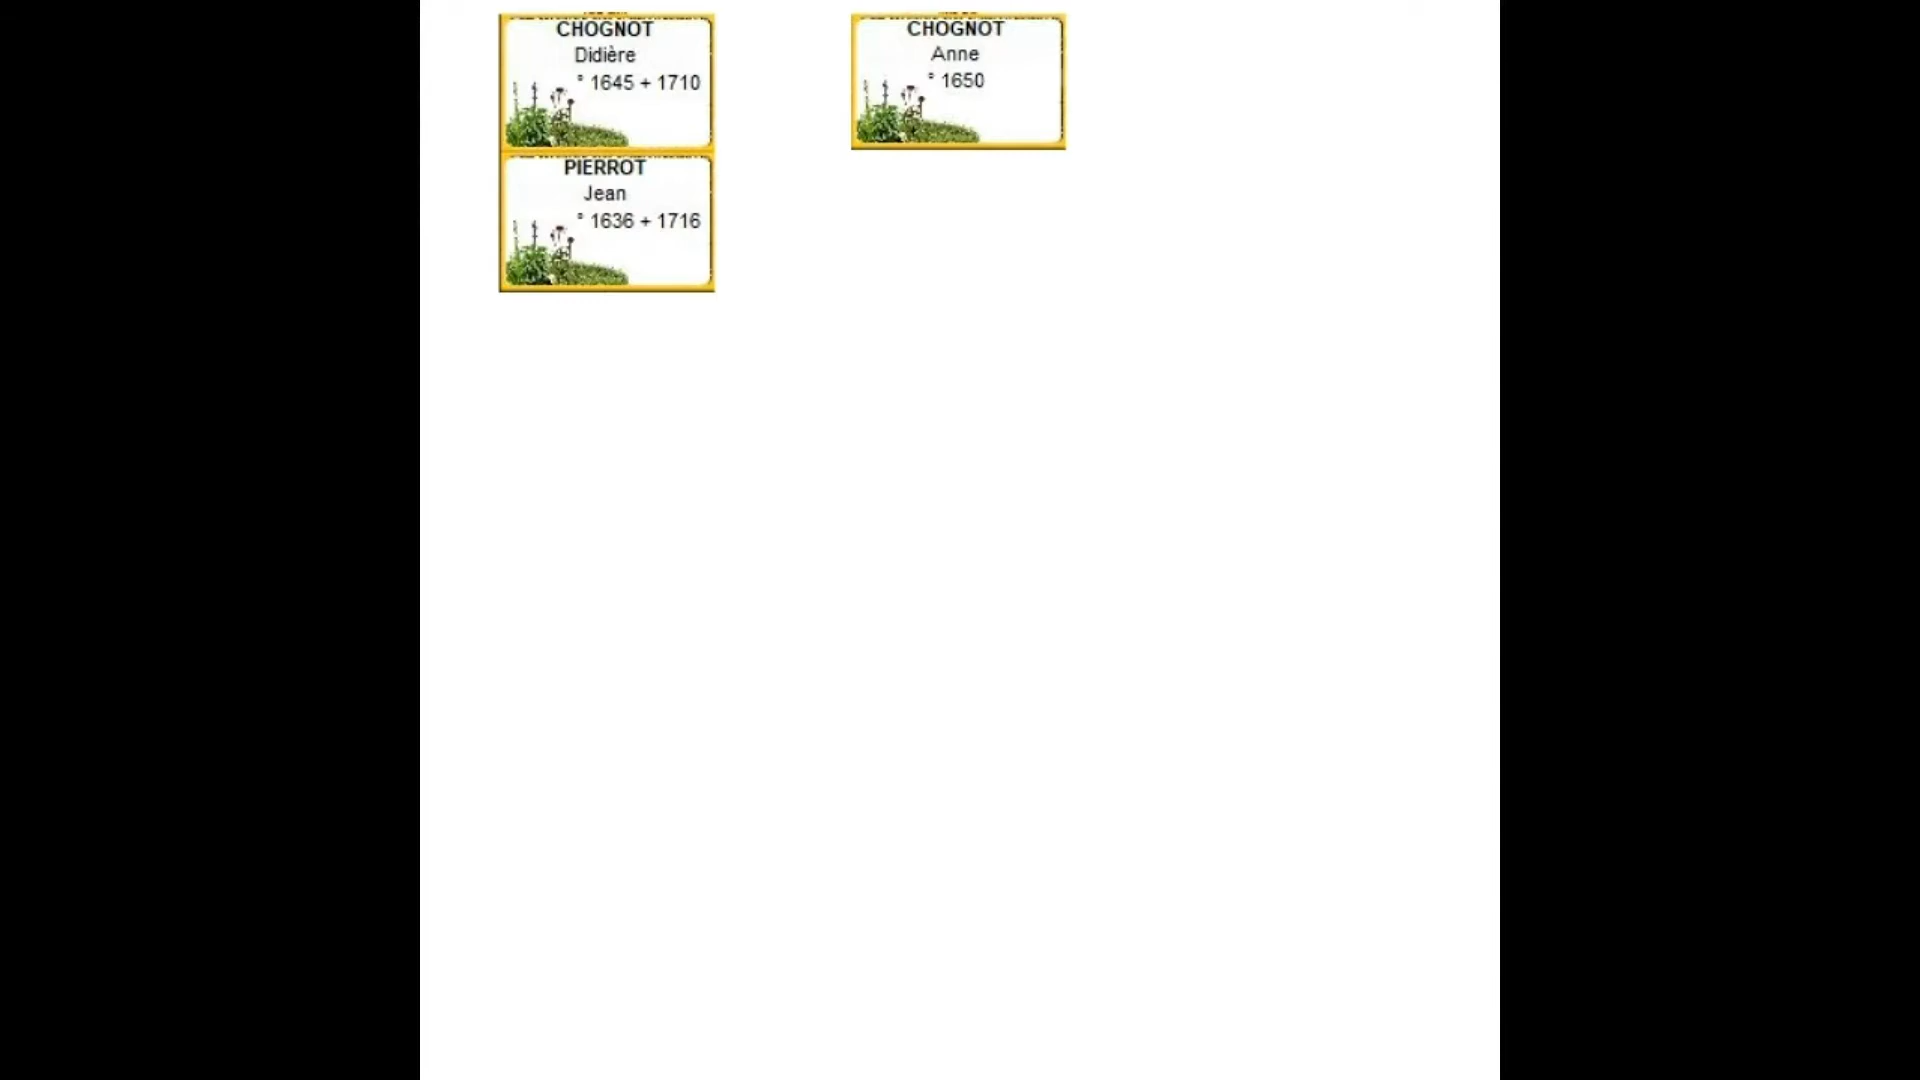 CHOGNOT
Didière
° 1645 + 1710
PIERROT
Jean
° 1636 + 1716
CHOGNOT
Anne
° 1650